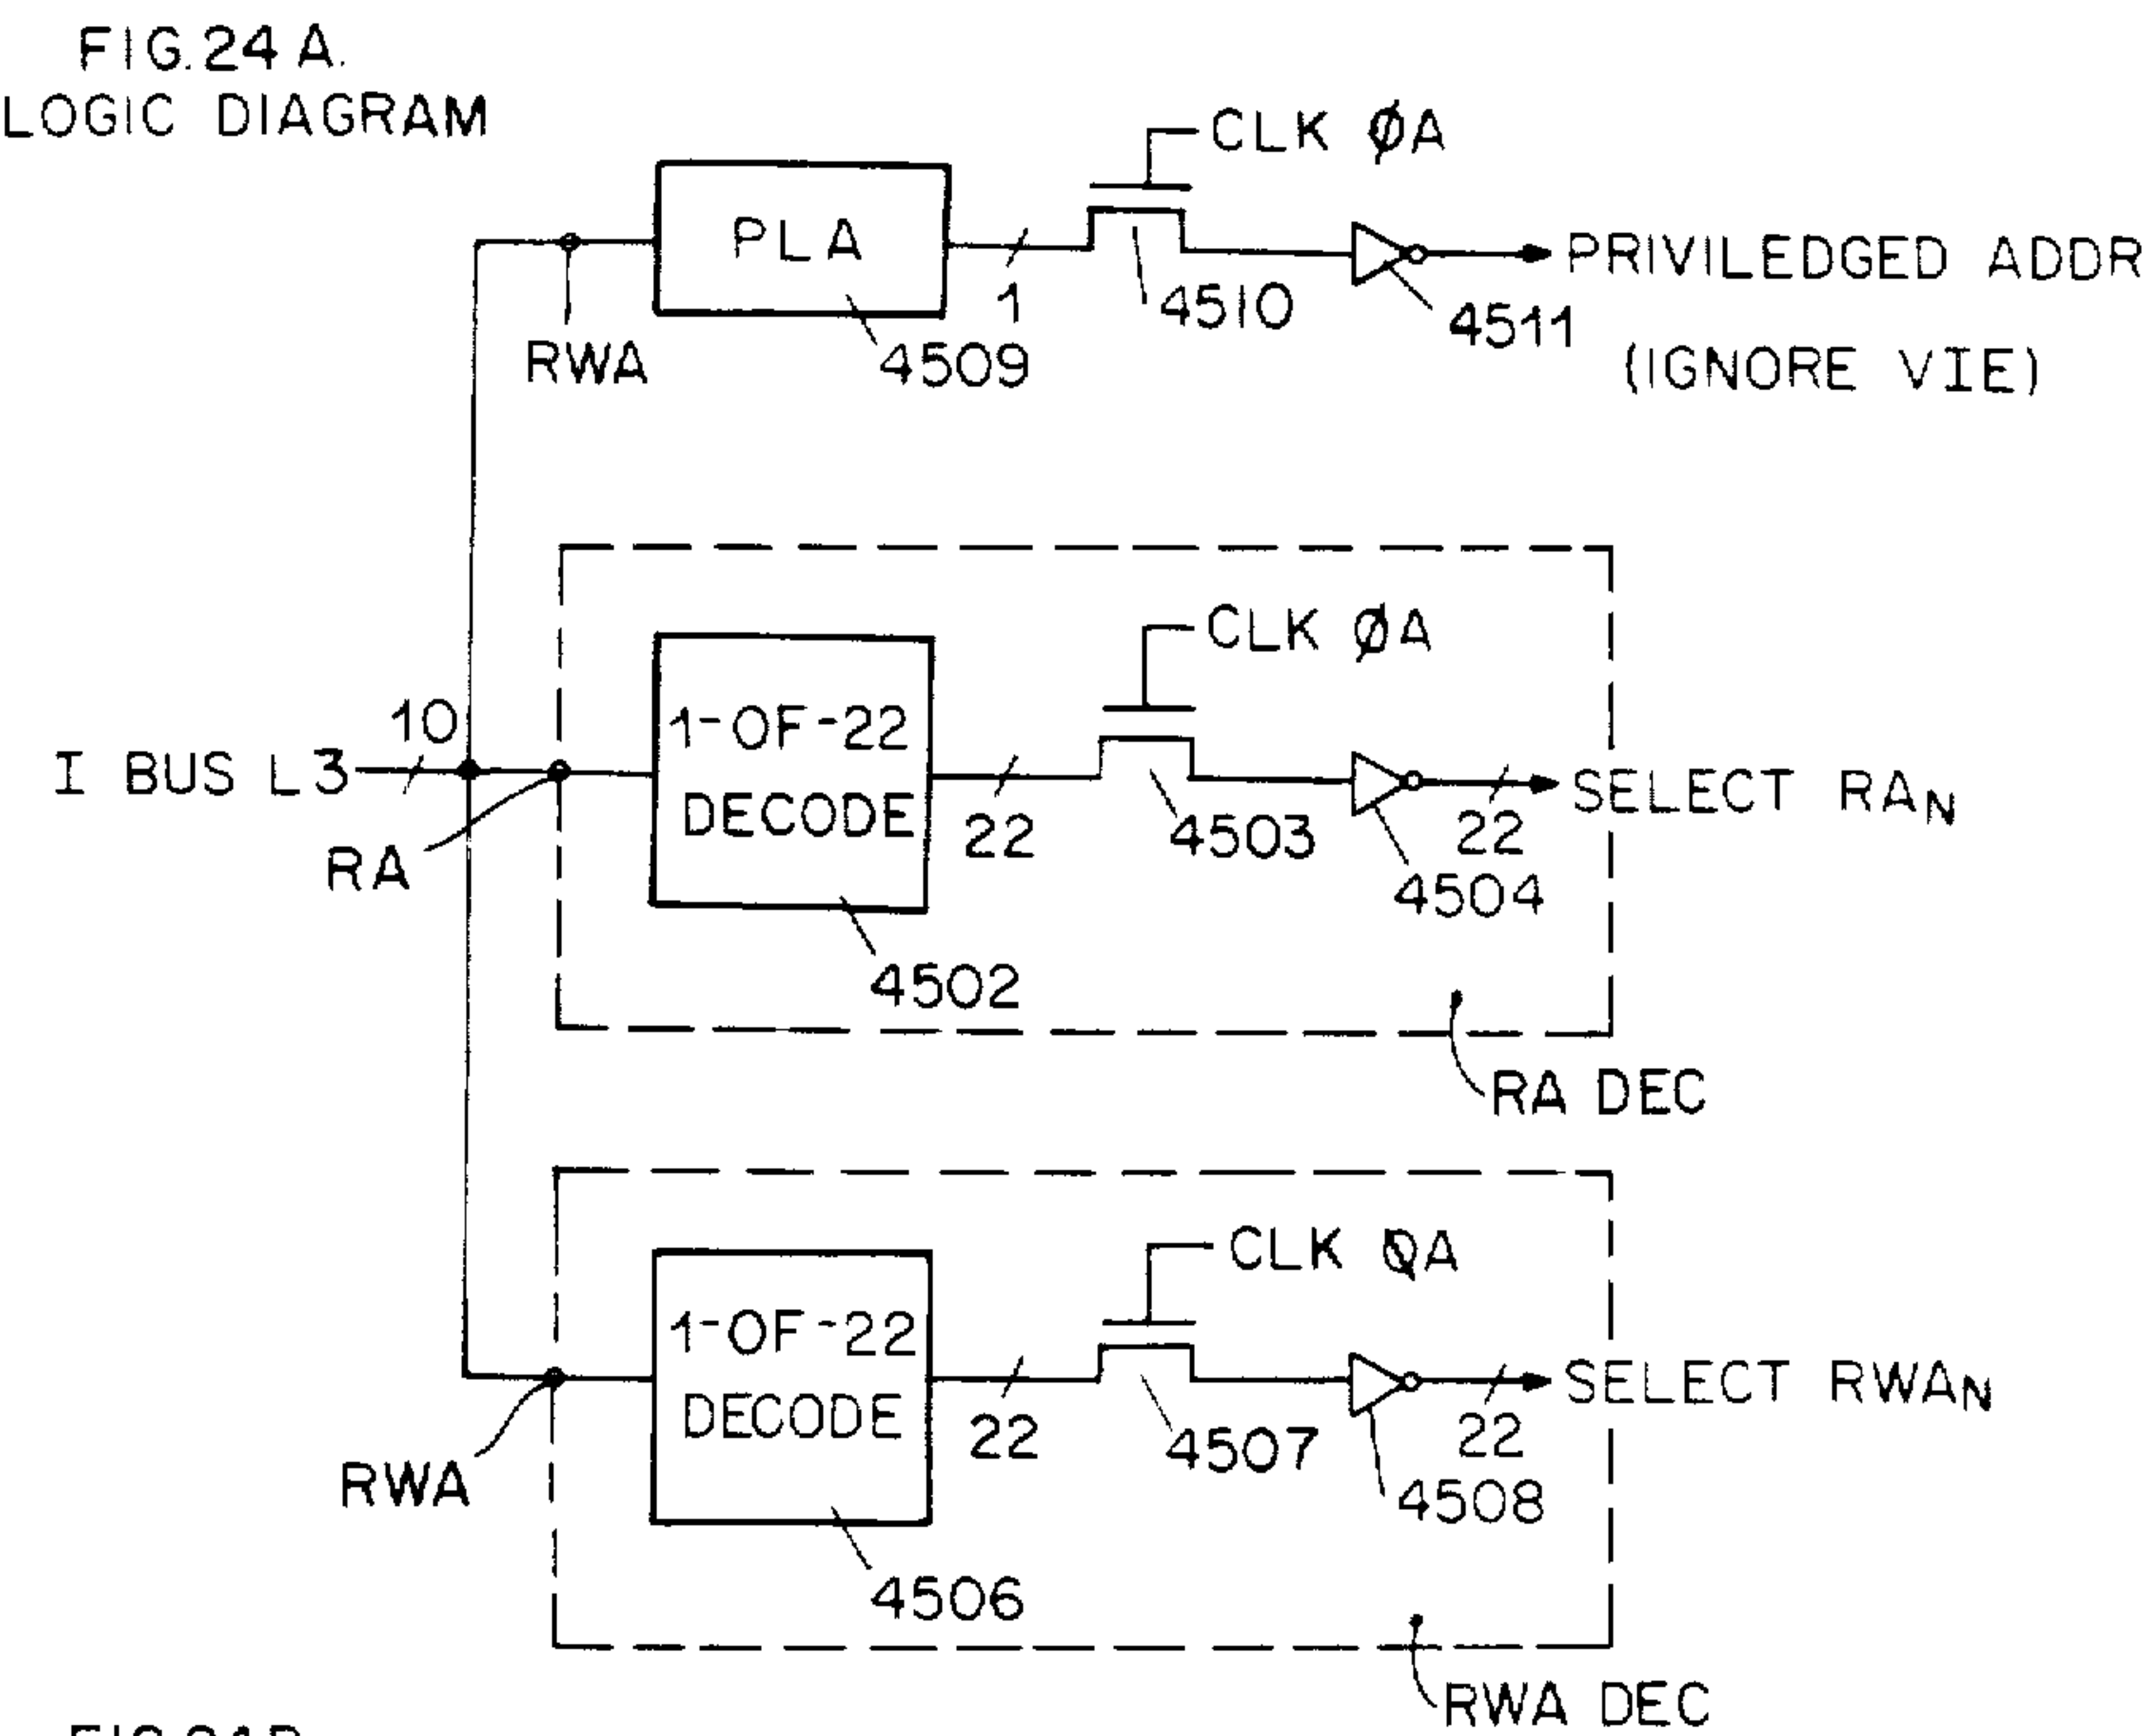 FIG. 24 A.
LOGIC DIAGRAM
CLK ØA
PLA
PRIVILEDGED ADDR
1
4510
4511
RWA
4509
(IGNORE VIE)
CLK ØA
10
1-OF-22
I BUS L3
DECODE
SELECT RAN
22
4503
22
RA
4504
4502
RA DEC
CLK ØA
1-OF-22
DECODE
SELECT RWAN
22
4507
22
RWA
4508
4506
RWA DEC